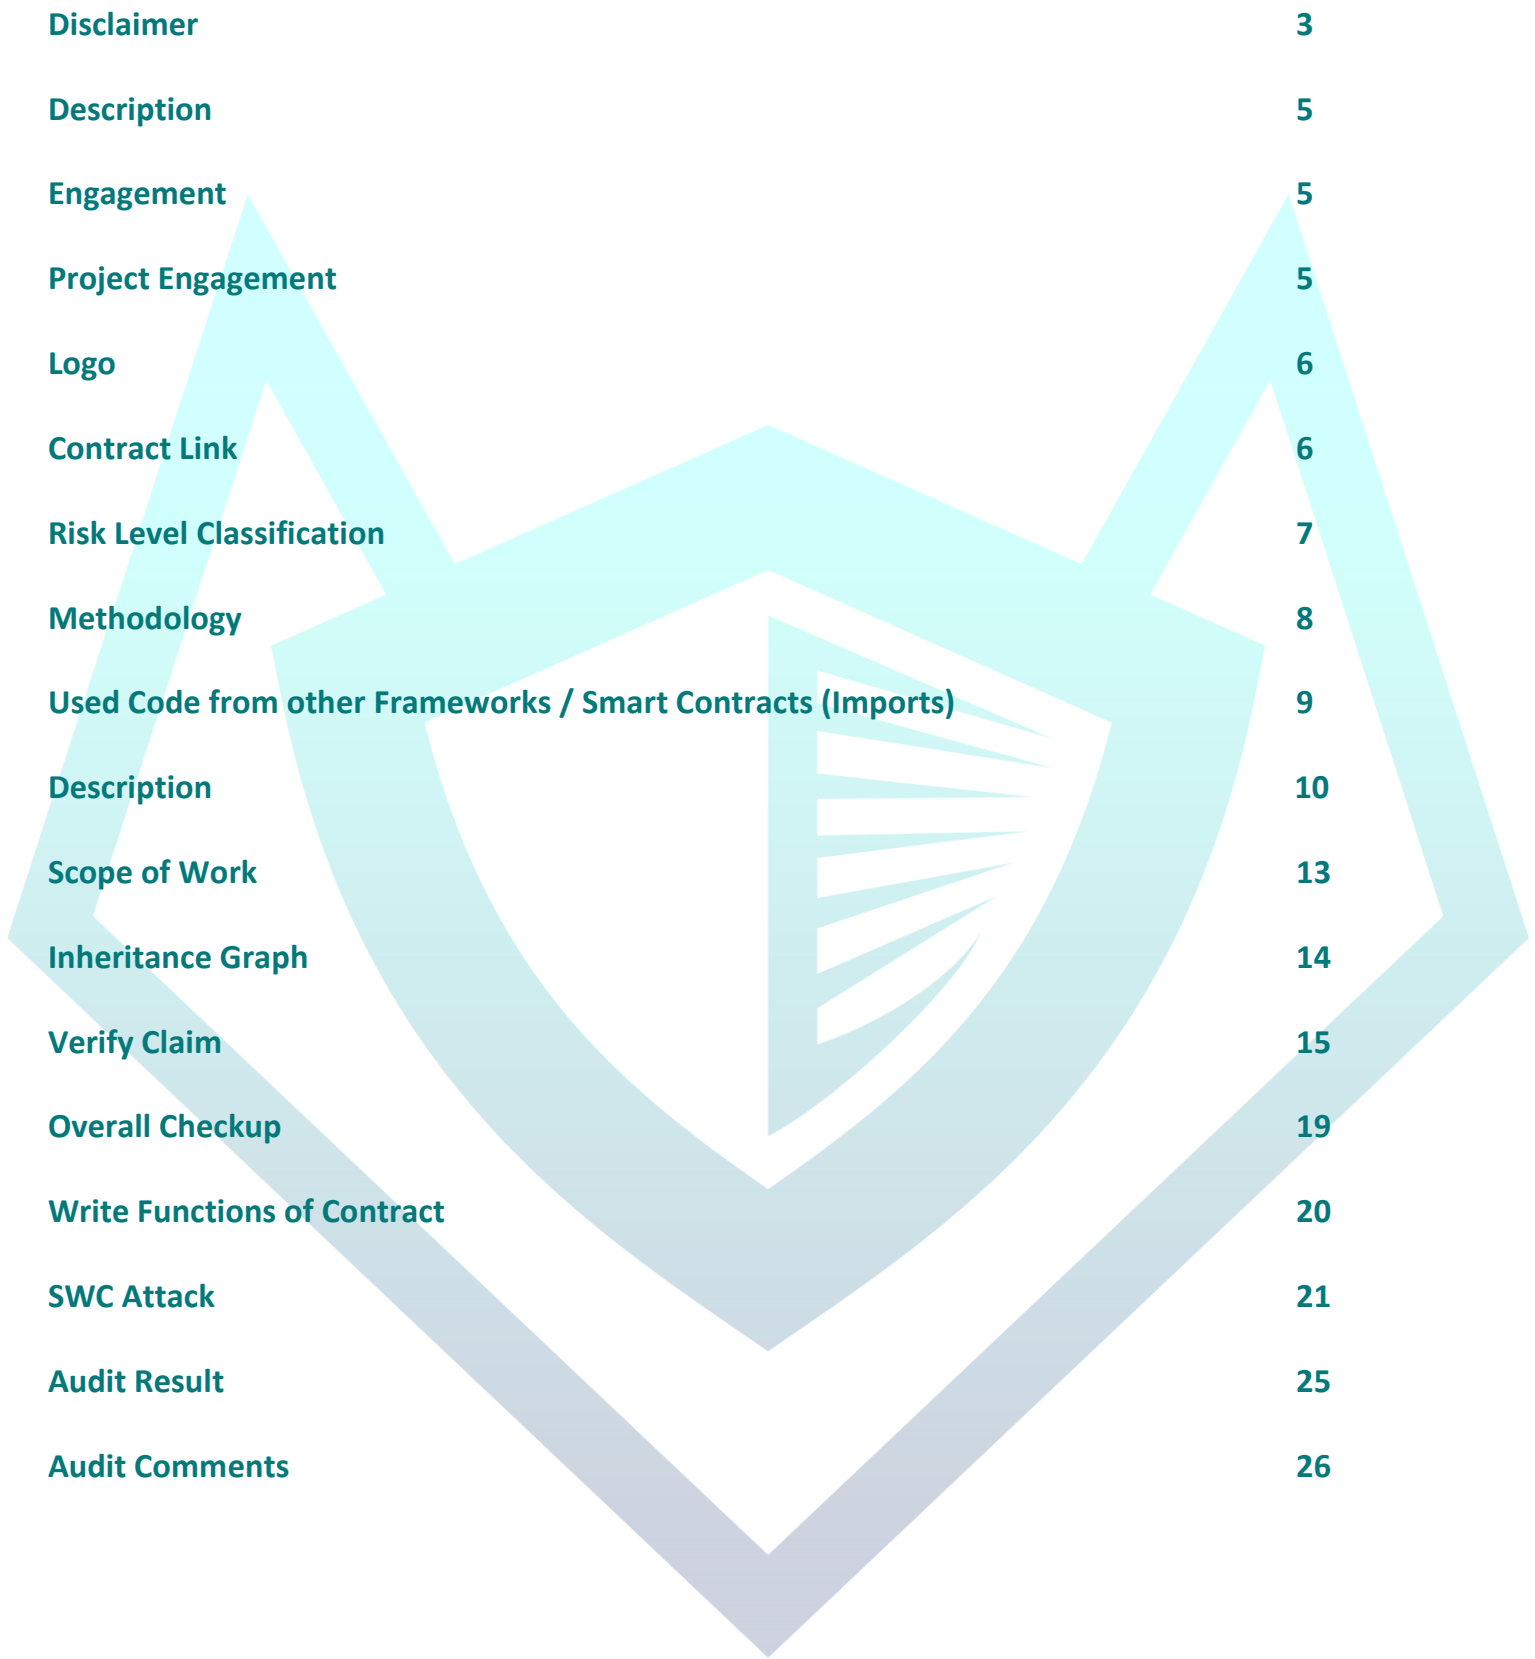 Disclaimer 3
Description 5
Engagement 5
Project Engagement 5
Logo 6
Contract Link 6
Risk Level Classification 7
Methodology 8
Used Code from other Frameworks / Smart Contracts (Imports) 9
Description 10
Scope of Work 13
Inheritance Graph 14
Verify Claim 15
Overall Checkup 19
Write Functions of Contract 20
SWC Attack 21
Audit Result 25
Audit Comments 26